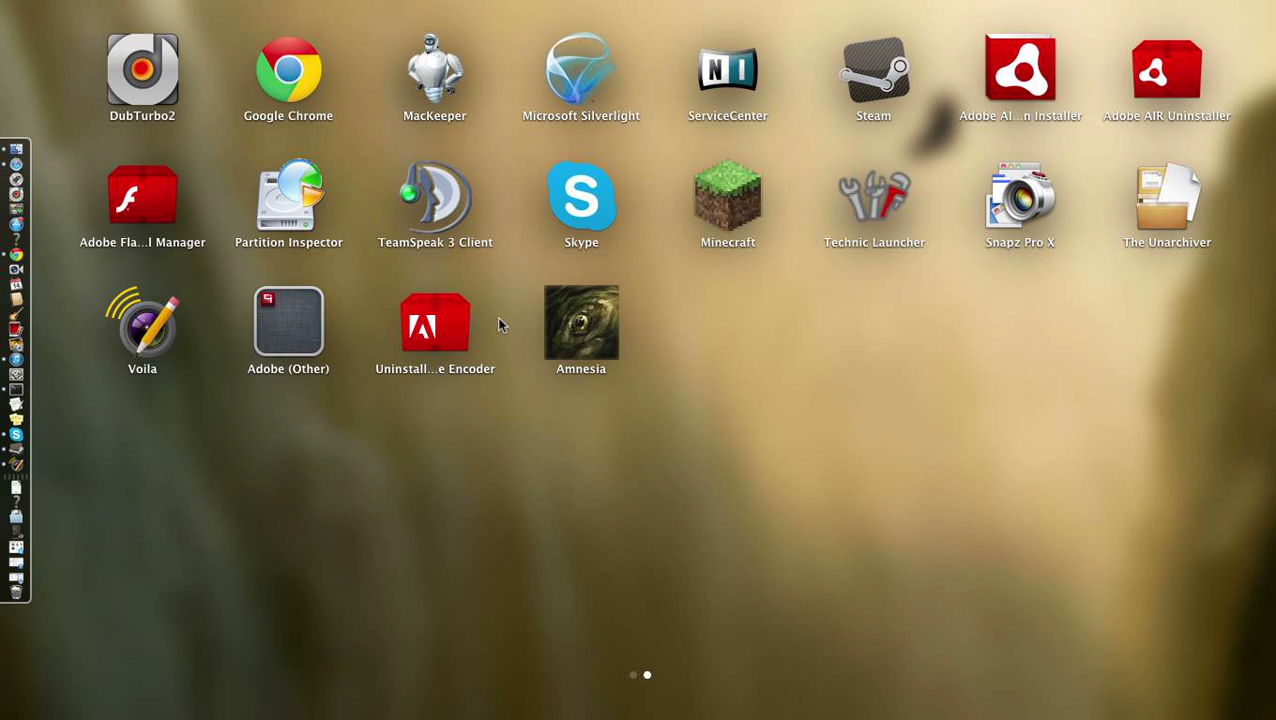 DubTurbo2
Google Chrome
MacKeeper
Microsoft Silverlight
NI
ServiceCenter
Steam
Adobe AI...n Installer
Adobe AIR Uninstaller
Adobe Fla...l Manager
Partition Inspector
TeamSpeak 3 Client
S
Skype
Minecraft
Technic Launcher
Snapz Pro X
The Unarchiver
Voila
Adobe (Other)
Uninstall...e Encoder
Amnesia